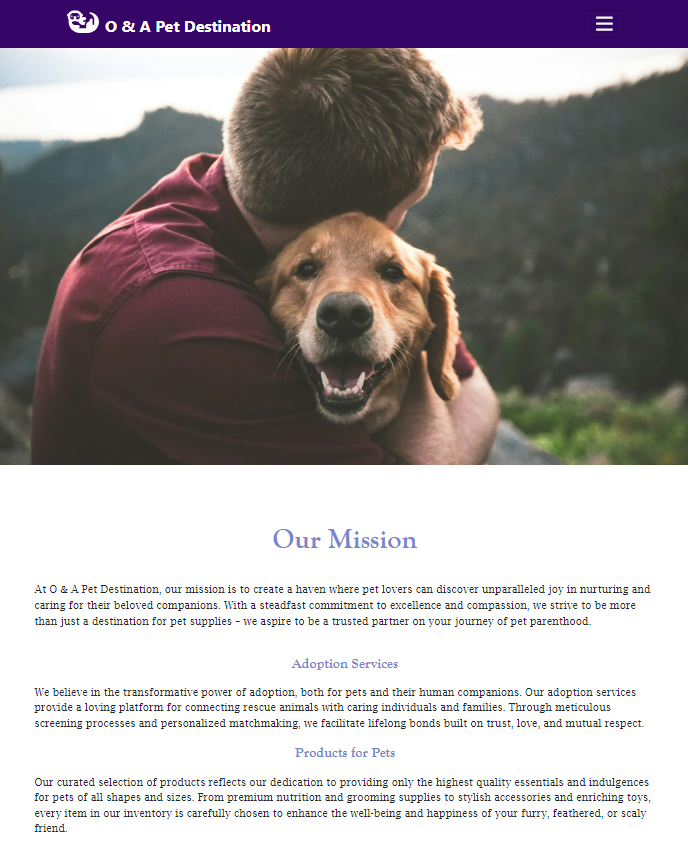 O & A Pet Destination
Our Mission
At O & A Pet Destination, our mission is to create a haven where pet lovers can discover unparalleled joy in nurturing and
caring for their beloved companions. With a steadfast commitment to excellence and compassion, we strive to be more
than just a destination for pet supplies – we aspire to be a trusted partner on your journey of pet parenthood.
Adoption Services
We believe in the transformative power of adoption, both for pets and their human companions. Our adoption services
provide a loving platform for connecting rescue animals with caring individuals and families. Through meticulous
screening processes and personalized matchmaking, we facilitate lifelong bonds built on trust, love, and mutual respect.
Products for Pets
Our curated selection of products reflects our dedication to providing only the highest quality essentials and indulgences
for pets of all shapes and sizes. From premium nutrition and grooming supplies to stylish accessories and enriching toys,
every item in our inventory is carefully chosen to enhance the well-being and happiness of your furry, feathered, or scaly
friend.